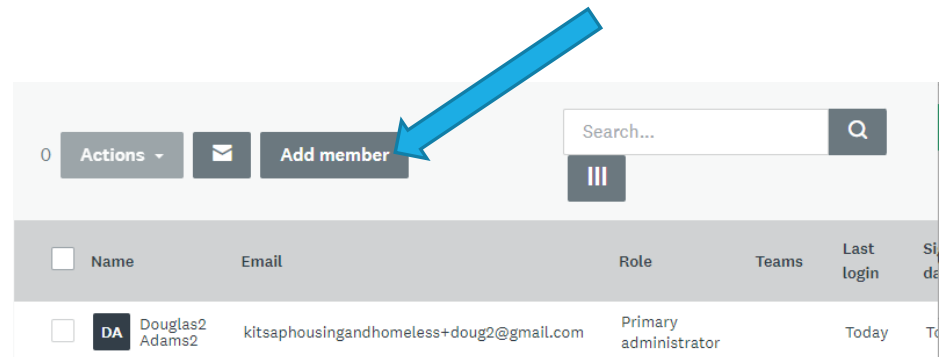 Search...
0 Actions Add member
Name Email Role Teams Last login
DA Douglas2 Adams2 kitsaphousingandhomeless+doug2@gmail.com Primary administrator Today